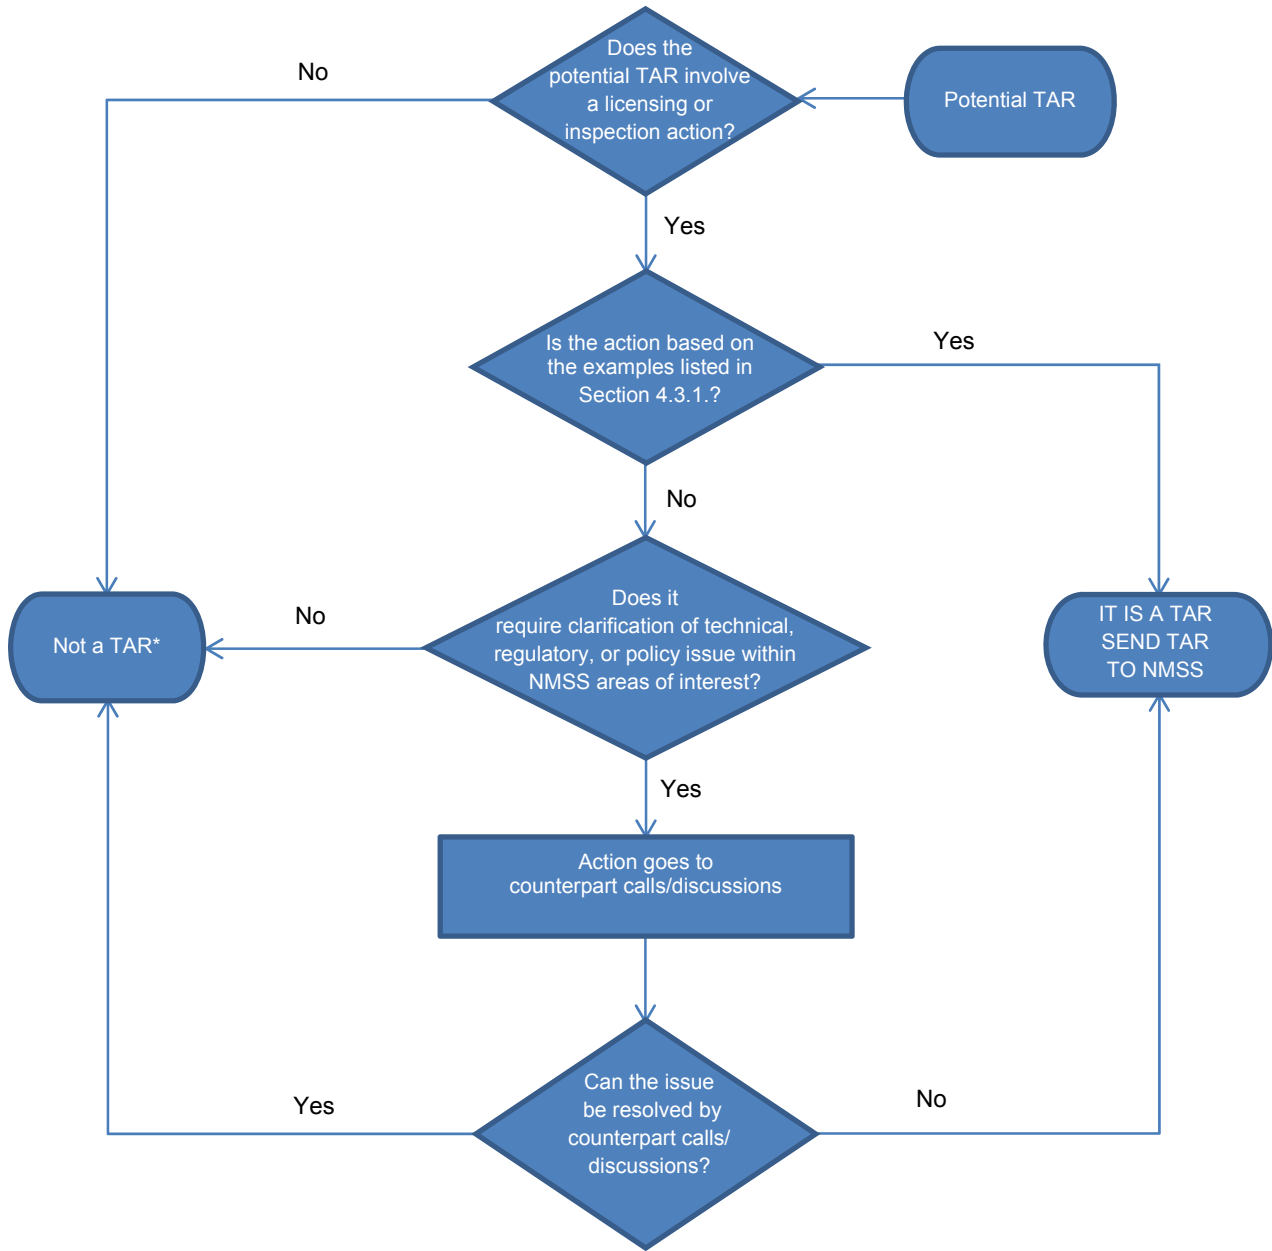 Does the
potential TAR involve
a licensing or
inspection action?
No
Potential TAR
Yes
Is the action based on
the examples listed in
Section 4.3.1.?
Yes
No
Does it
require clarification of technical,
regulatory, or policy issue within
NMSS areas of interest?
No
Not a TAR*
IT IS A TAR
SEND TAR
TO NMSS
Yes
Action goes to
counterpart calls/discussions
Can the issue
be resolved by
counterpart calls/
discussions?
Yes
No